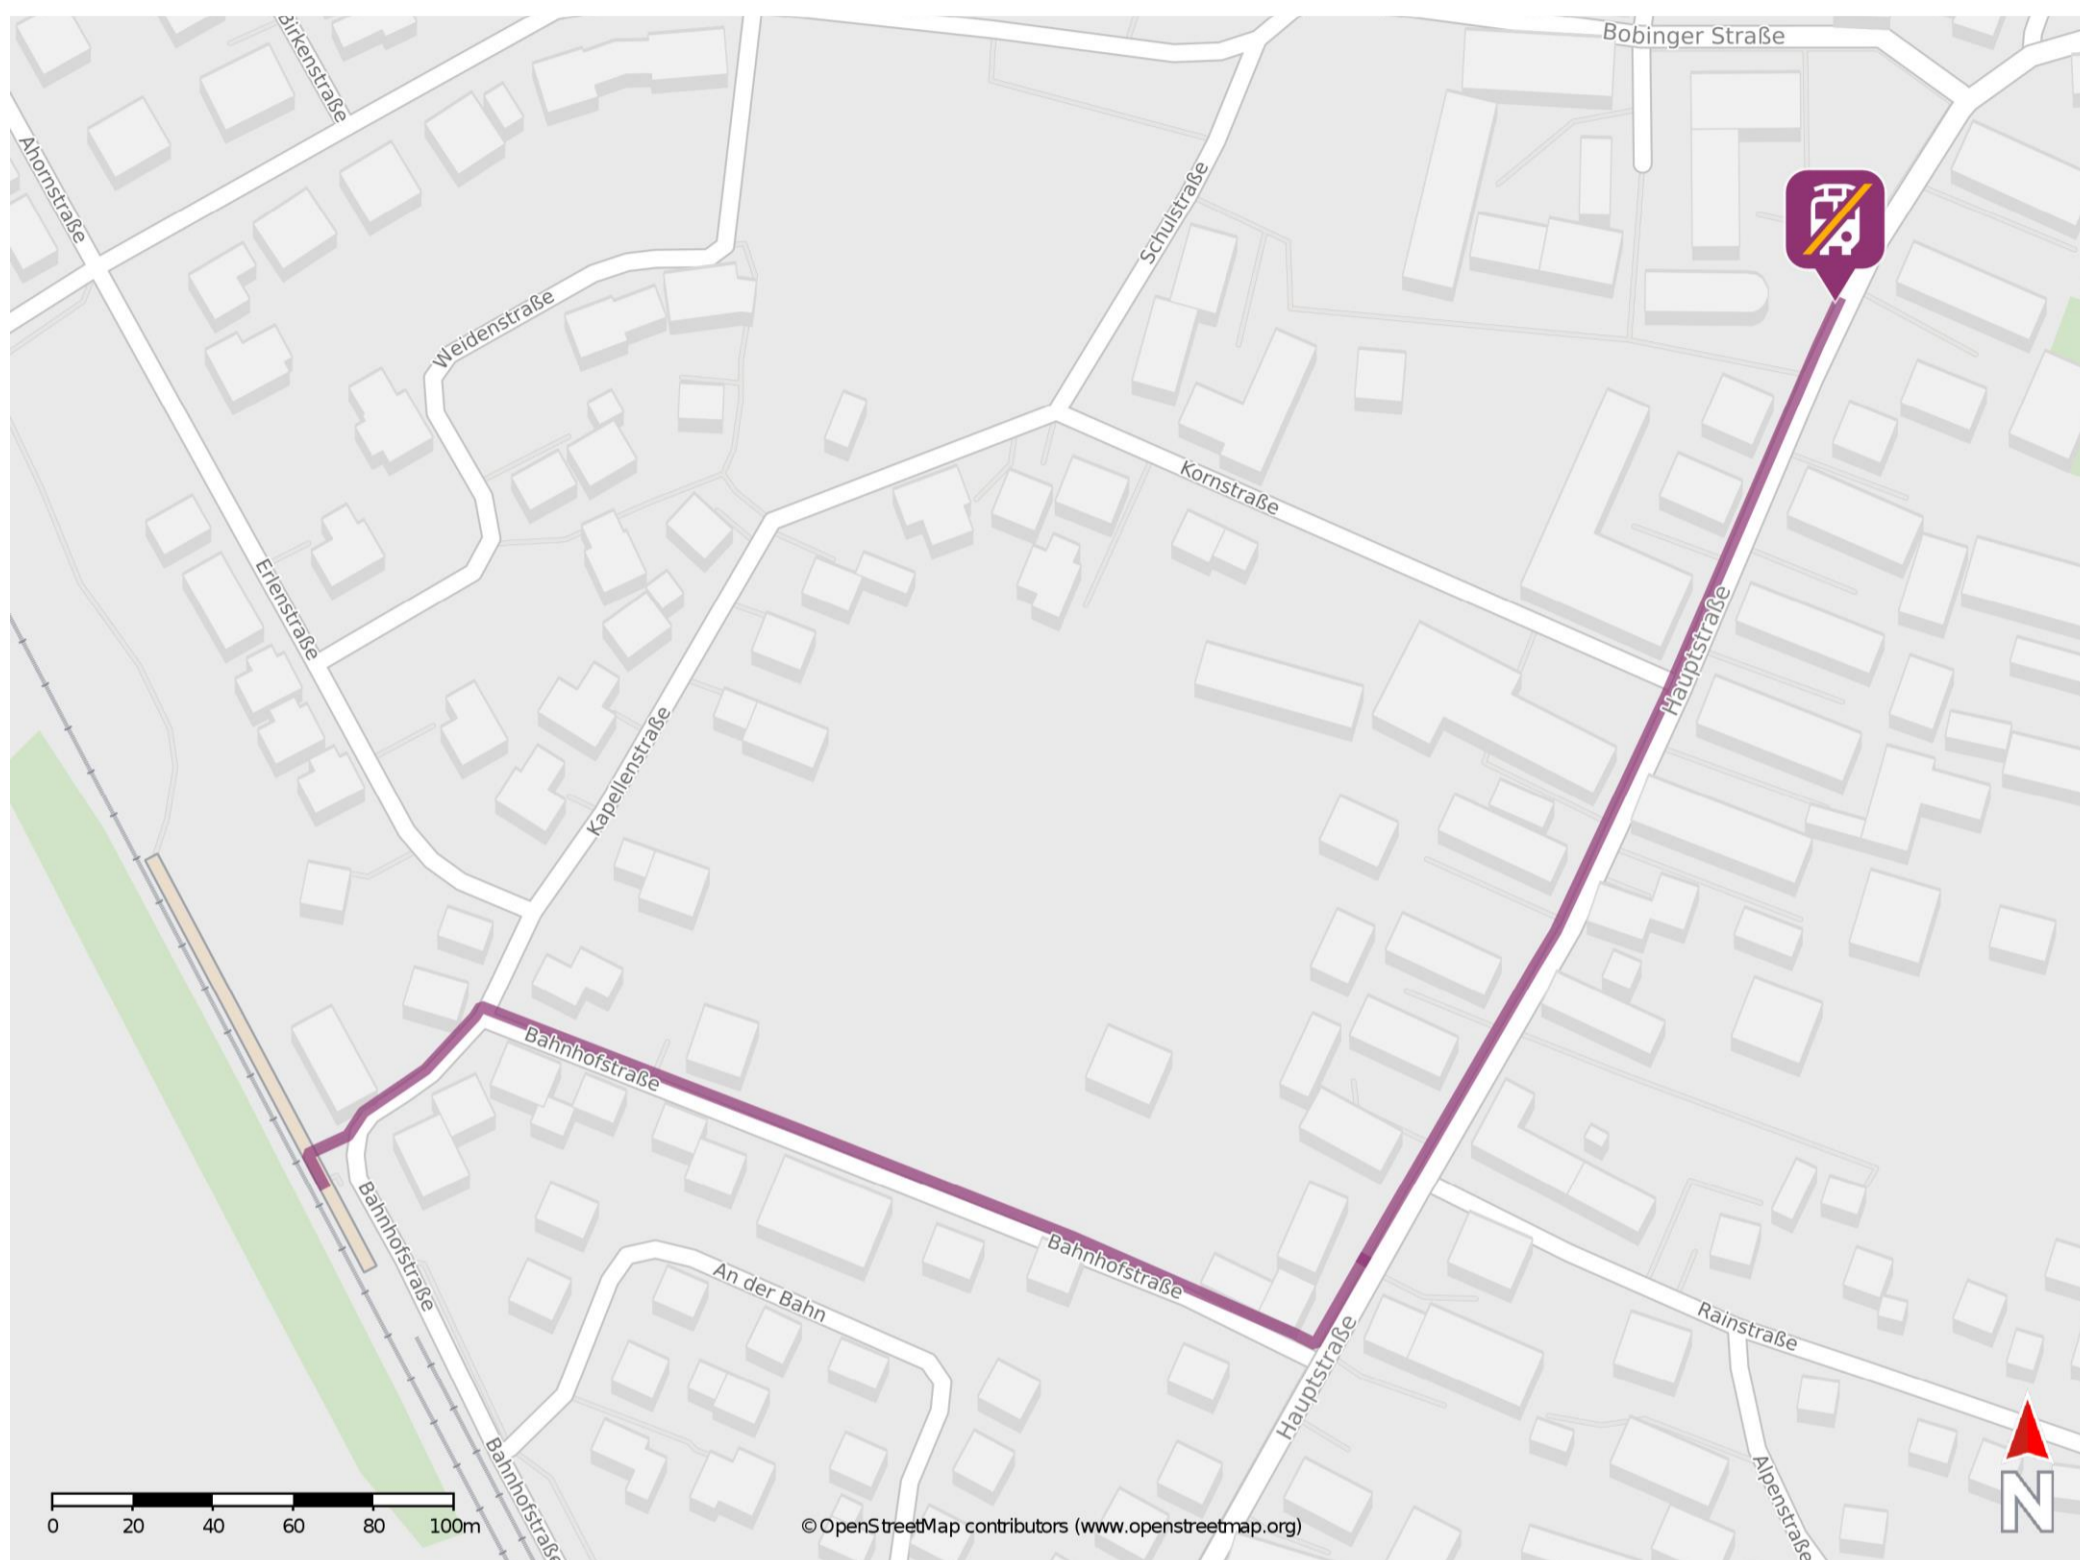 Birkenstraße
Bobinger Straße
Ahornstraße
Schulstraße
Weidenstraße
Kornstraße
Erlenstraße
Hauptstraße
Kapellenstraße
Bahnhofstraße
Bahnhofstraße
Bahnhofstraße
An der Bahn
Hauptstraße
Rainstraße
Bahnhofstraße
Alpenstraße
0 20 40 60 80 100m
© OpenStreetMap contributors (www.openstreetmap.org)
N